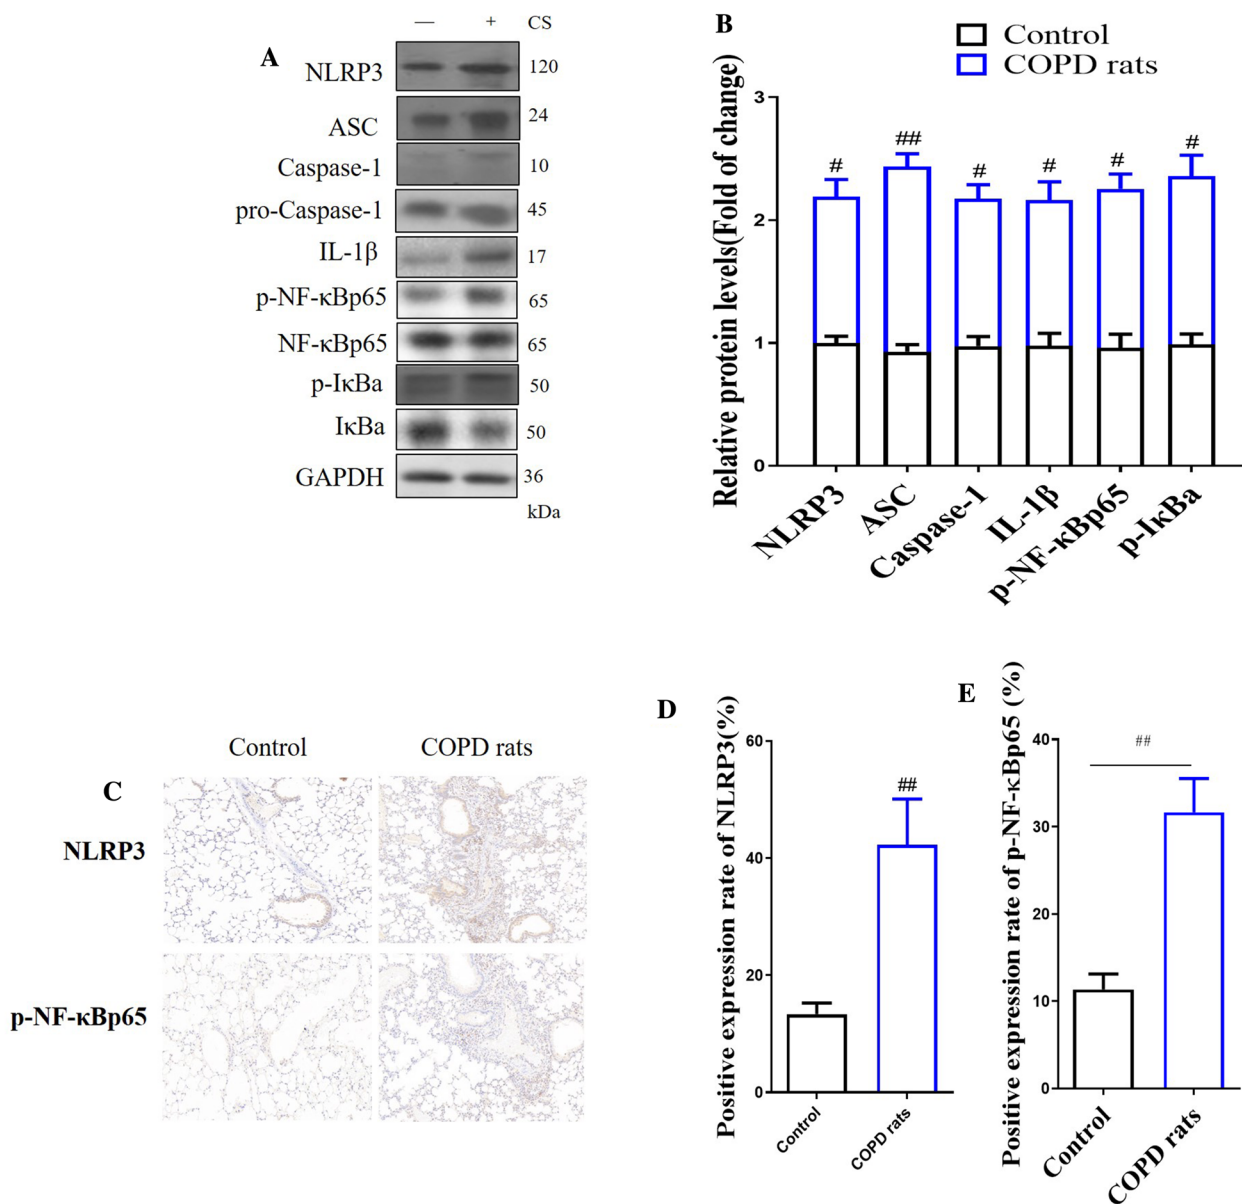 A
— + CS
NLRP3 120
ASC 24
Caspase-1 10
pro-Caspase-1 45
IL-1β 17
p-NF-κBp65 65
NF-κBp65 65
p-IκBa 50
IκBa 50
GAPDH 36
kDa
B
Control
COPD rats
Relative protein levels(Fold of change)
3
2
1
0
# ## # # # #
NLRP3
ASC
Caspase-1
IL-1β
p-NF-κBp65
p-IκBa
C
Control COPD rats
NLRP3
p-NF-κBp65
D
Positive expression rate of NLRP3(%)
60
40
20
0
##
Control
COPD rats
E
Positive expression rate of p-NF-κBp65 (%)
40
30
20
10
0
##
Control
COPD rats